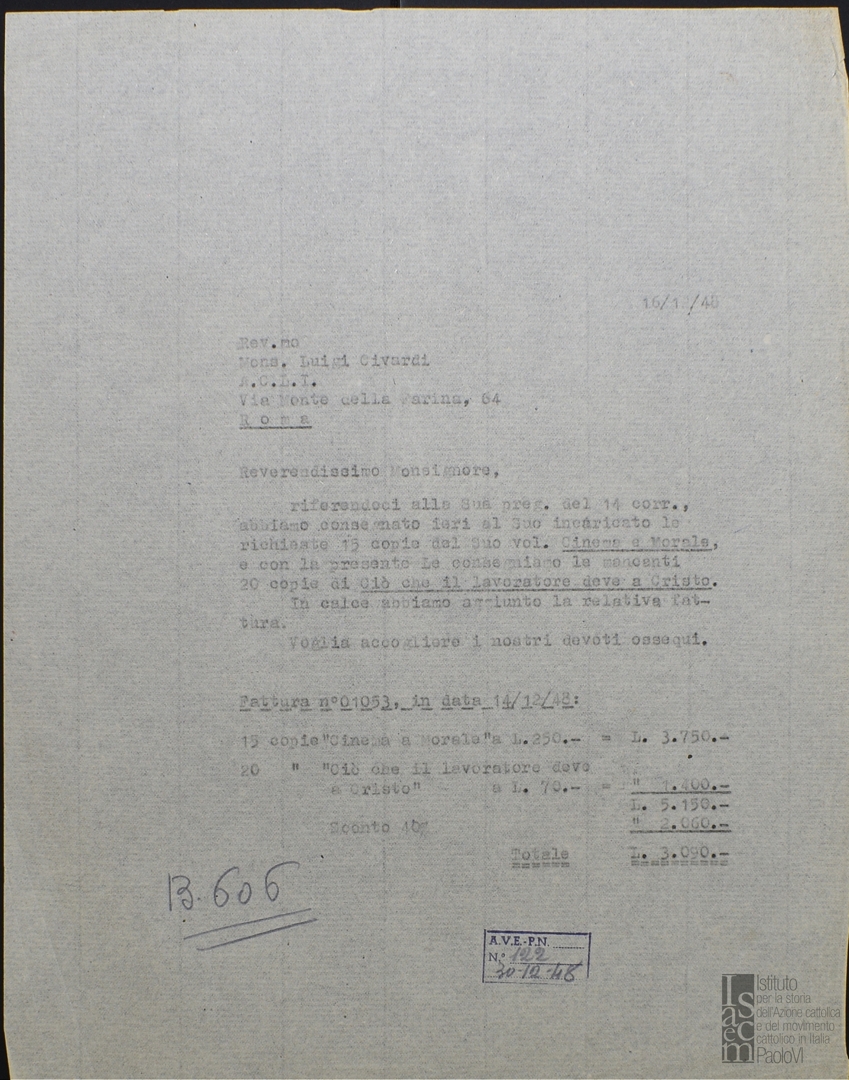 16/12/48
Rev.mo
Mons. Luigi Civardi
A.C.L.I.
Via Monte della Farina, 64
R o m a
Reverendissimo Monsignore,
riferendoci alla Sua preg. del 14 corr.,
abbiamo consegnato ieri al Suo incaricato le
richieste 15 copie del Suo vol. Cinema e Morale,
e con la presente Le consegniamo le mancanti
20 copie di Ciò che il lavoratore deve a Cristo.
In calce abbiamo aggiunto la relativa fat-
tura.
Voglia accogliere i nostri devoti ossequi.
Fattura n°01053, in data 14/12/48:
15 copie "Cinema a Morale" a L.250.- = L. 3.750.-
20 " "Ciò che il lavoratore deve
a Cristo" a L. 70.- = " 1.400.-
L. 5.150.-
Sconto " 2.060.-
Totale L. 3.090.-
B. 606
A.V.E.-P.N.
N.° 122
30-12-48
Isacem
Istituto
per la storia
dell'Azione cattolica
e del movimento
cattolico in Italia
PaoloVI